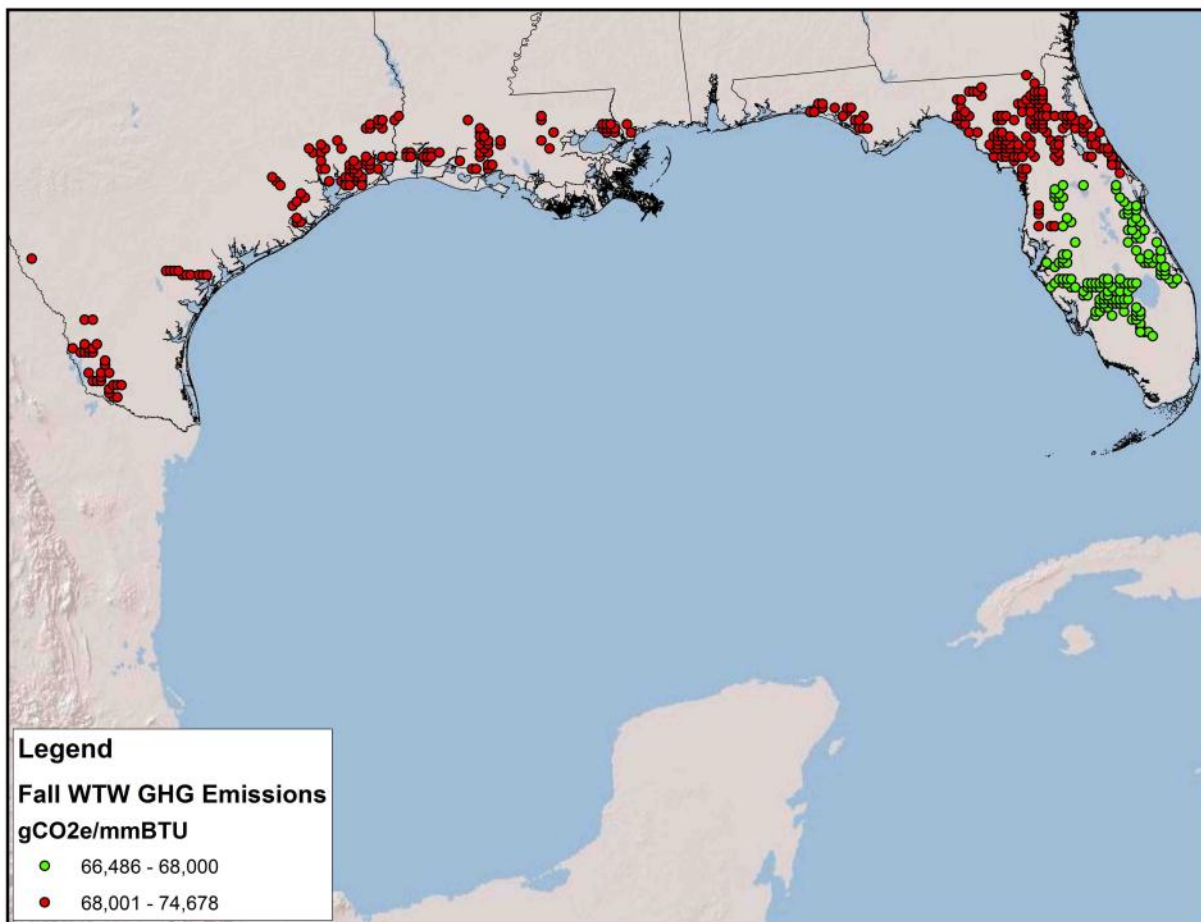 Legend
Fall WTW GHG Emissions
gCO2e/mmBTU
66,486 - 68,000
68,001 - 74,678